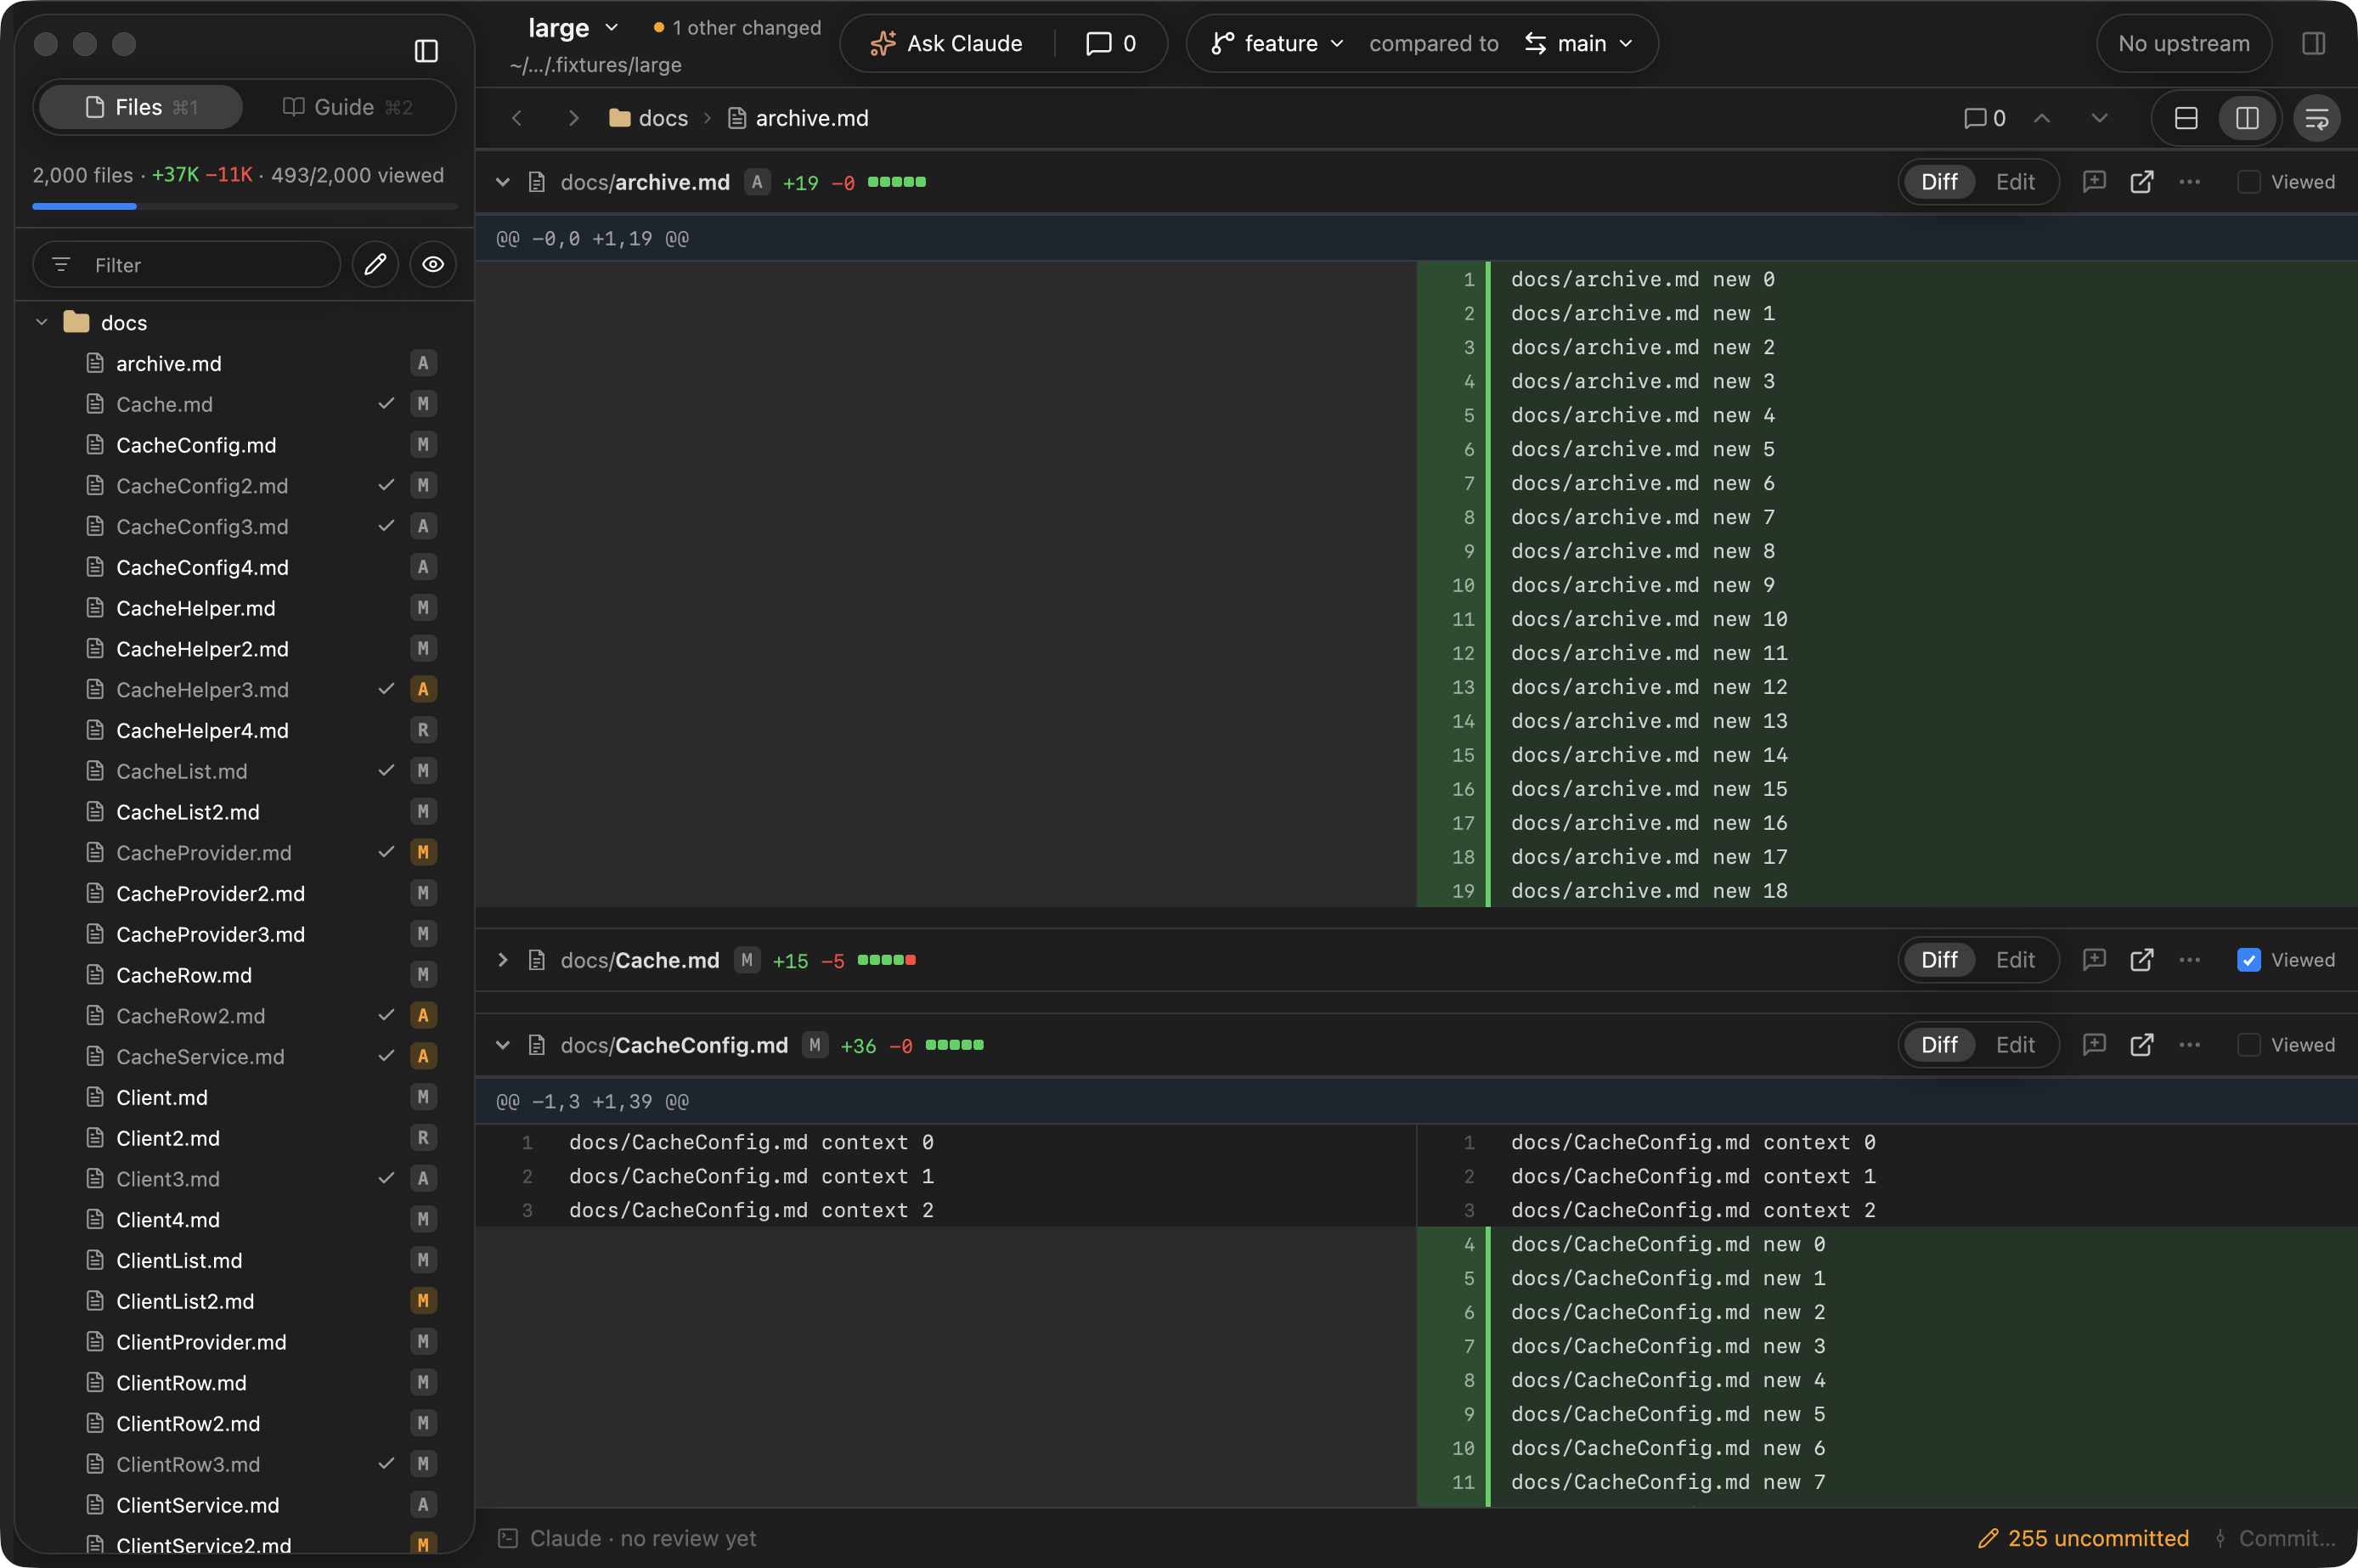 large
1 other changed
~/.../.fixtures/large
Ask Claude
0
feature
compared to
main
No upstream
Files ⌘1
Guide ⌘2
2,000 files · +37K −11K · 493/2,000 viewed
Filter
docs
archive.md A
Cache.md M
CacheConfig.md M
CacheConfig2.md M
CacheConfig3.md A
CacheConfig4.md A
CacheHelper.md M
CacheHelper2.md M
CacheHelper3.md A
CacheHelper4.md R
CacheList.md M
CacheList2.md M
CacheProvider.md M
CacheProvider2.md M
CacheProvider3.md M
CacheRow.md M
CacheRow2.md A
CacheService.md A
Client.md M
Client2.md R
Client3.md A
Client4.md M
ClientList.md M
ClientList2.md M
ClientProvider.md M
ClientRow.md M
ClientRow2.md M
ClientRow3.md M
ClientService.md A
ClientService2.md M
docs › archive.md
0
docs/archive.md A +19 −0
Diff Edit Viewed
@@ −0,0 +1,19 @@
1 docs/archive.md new 0
2 docs/archive.md new 1
3 docs/archive.md new 2
4 docs/archive.md new 3
5 docs/archive.md new 4
6 docs/archive.md new 5
7 docs/archive.md new 6
8 docs/archive.md new 7
9 docs/archive.md new 8
10 docs/archive.md new 9
11 docs/archive.md new 10
12 docs/archive.md new 11
13 docs/archive.md new 12
14 docs/archive.md new 13
15 docs/archive.md new 14
16 docs/archive.md new 15
17 docs/archive.md new 16
18 docs/archive.md new 17
19 docs/archive.md new 18
docs/Cache.md M +15 −5
Diff Edit Viewed
docs/CacheConfig.md M +36 −0
Diff Edit Viewed
@@ −1,3 +1,39 @@
1 docs/CacheConfig.md context 0 1 docs/CacheConfig.md context 0
2 docs/CacheConfig.md context 1 2 docs/CacheConfig.md context 1
3 docs/CacheConfig.md context 2 3 docs/CacheConfig.md context 2
4 docs/CacheConfig.md new 0
5 docs/CacheConfig.md new 1
6 docs/CacheConfig.md new 2
7 docs/CacheConfig.md new 3
8 docs/CacheConfig.md new 4
9 docs/CacheConfig.md new 5
10 docs/CacheConfig.md new 6
11 docs/CacheConfig.md new 7
Claude · no review yet
255 uncommitted
Commit...